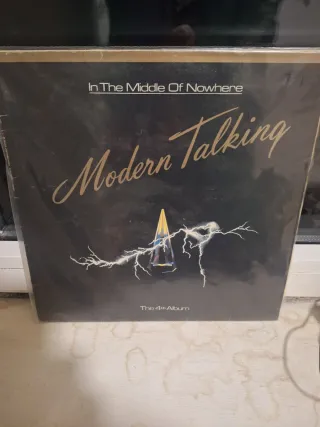 In The Middle Of Nowhere
Modern Talking
The 4th Album